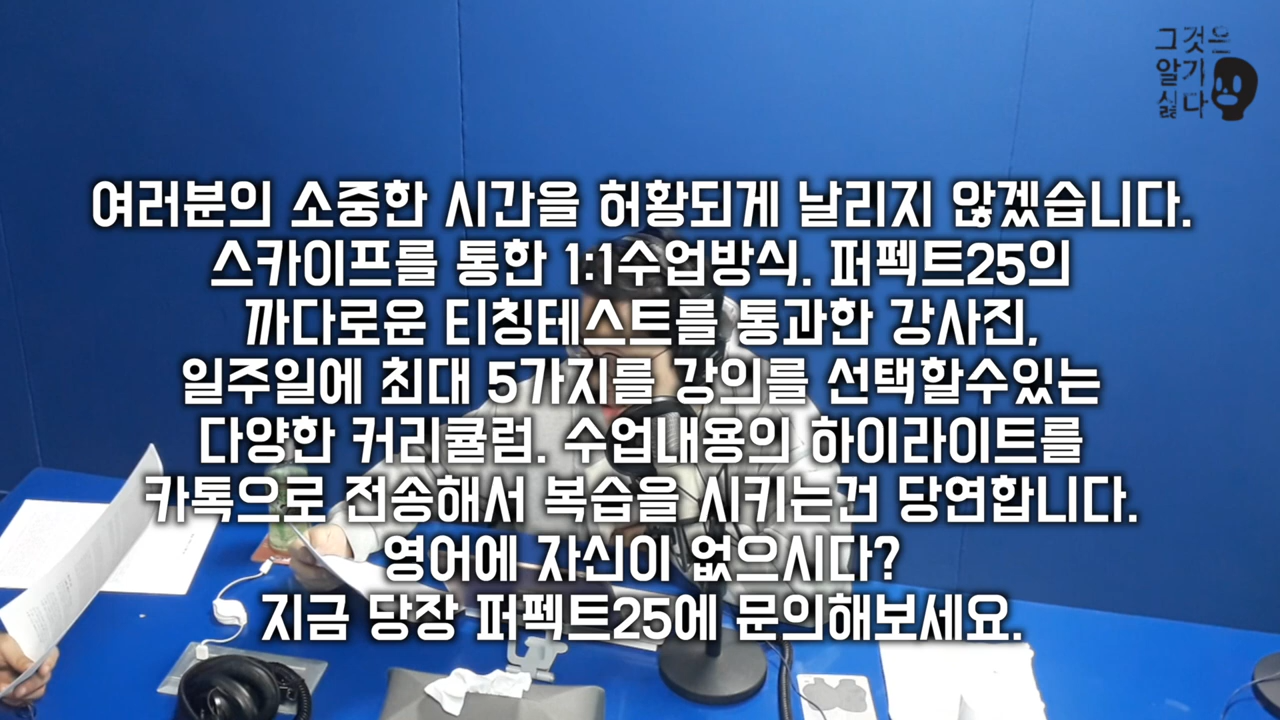 그것은
알기
싫다
여러분의 소중한 시간을 허황되게 날리지 않겠습니다.
스카이프를 통한 1:1수업방식. 퍼펙트25의
까다로운 티칭테스트를 통과한 강사진,
일주일에 최대 5가지를 강의를 선택할수있는
다양한 커리큘럼. 수업내용의 하이라이트를
카톡으로 전송해서 복습을 시키는건 당연합니다.
영어에 자신이 없으시다?
지금 당장 퍼펙트25에 문의해보세요.